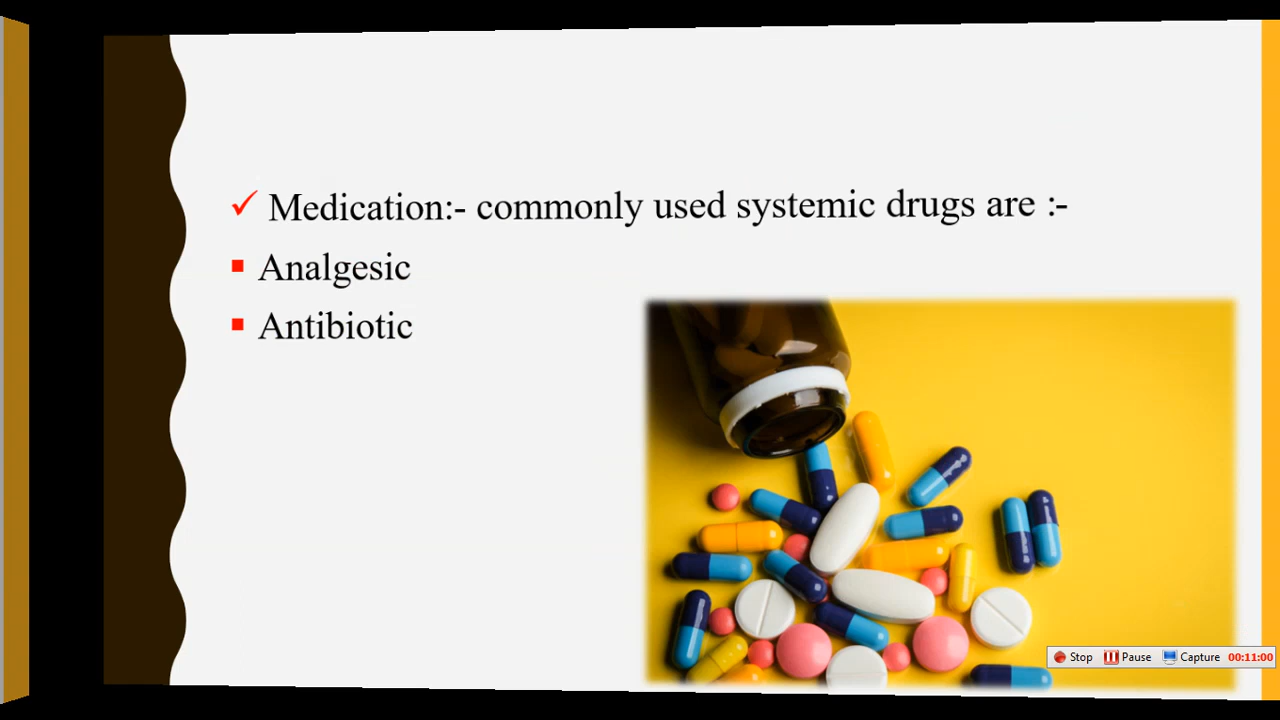 Medication:- commonly used systemic drugs are :-
Analgesic
Antibiotic
Stop Pause Capture 00:11:00